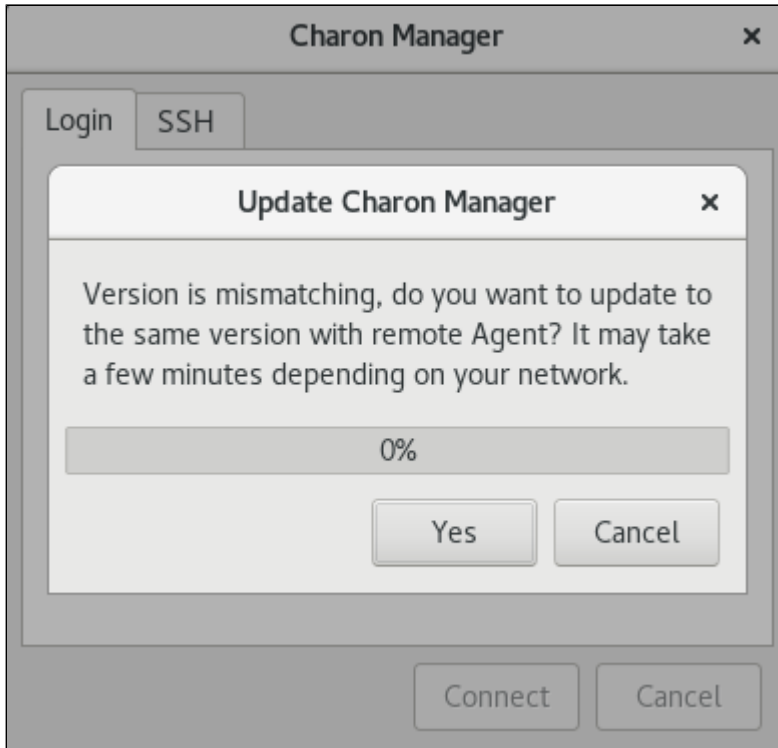 Charon Manager ×
Login SSH
Update Charon Manager ×
Version is mismatching, do you want to update to
the same version with remote Agent? It may take
a few minutes depending on your network.
0%
Yes Cancel
Connect Cancel